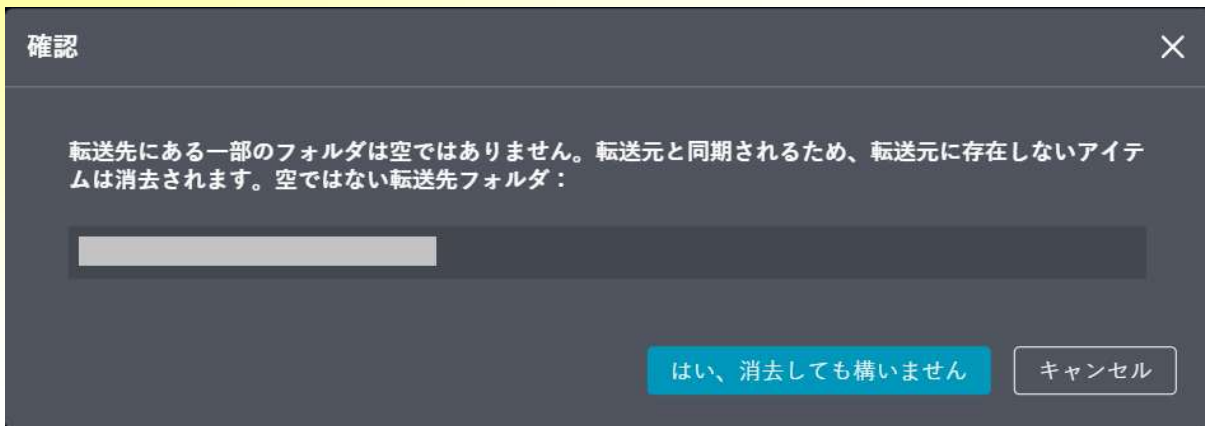 確認
転送先にある一部のフォルダは空ではありません。転送元と同期されるため、転送元に存在しないアイテ
ムは消去されます。空ではない転送先フォルダ：
はい、消去しても構いません
キャンセル